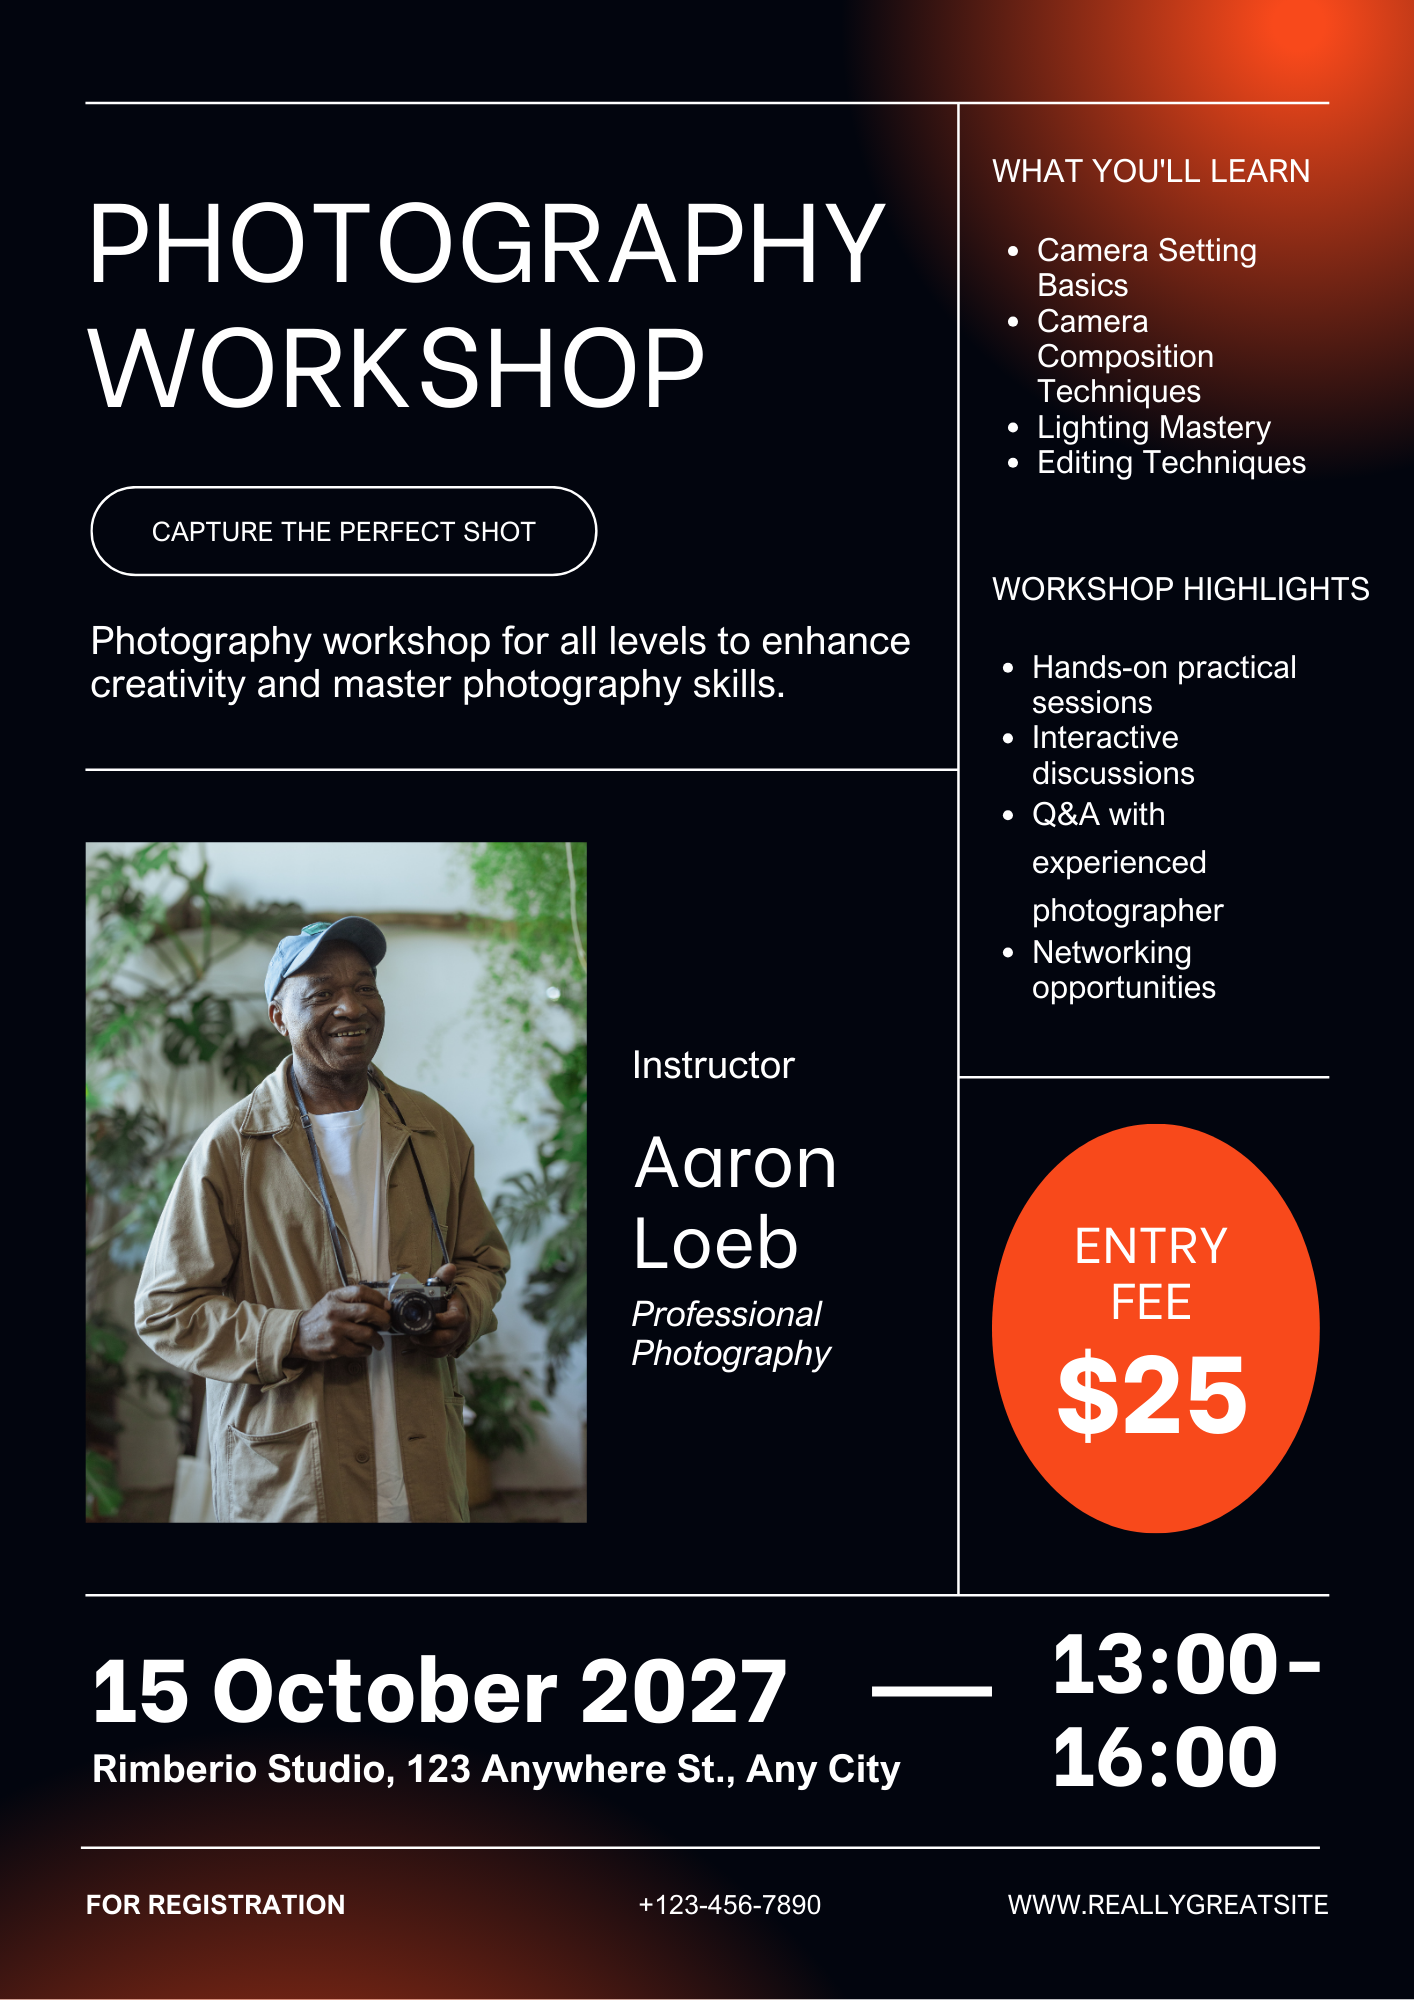 PHOTOGRAPHY
WORKSHOP
CAPTURE THE PERFECT SHOT
Photography workshop for all levels to enhance
creativity and master photography skills.
WHAT YOU'LL LEARN
• Camera Setting
Basics
• Camera
Composition
Techniques
• Lighting Mastery
• Editing Techniques
WORKSHOP HIGHLIGHTS
• Hands-on practical
sessions
• Interactive
discussions
• Q&A with
experienced
photographer
• Networking
opportunities
Instructor
Aaron
Loeb
Professional
Photography
ENTRY
FEE
$25
15 October 2027
Rimberio Studio, 123 Anywhere St., Any City
13:00-
16:00
FOR REGISTRATION
+123-456-7890
WWW.REALLYGREATSITE